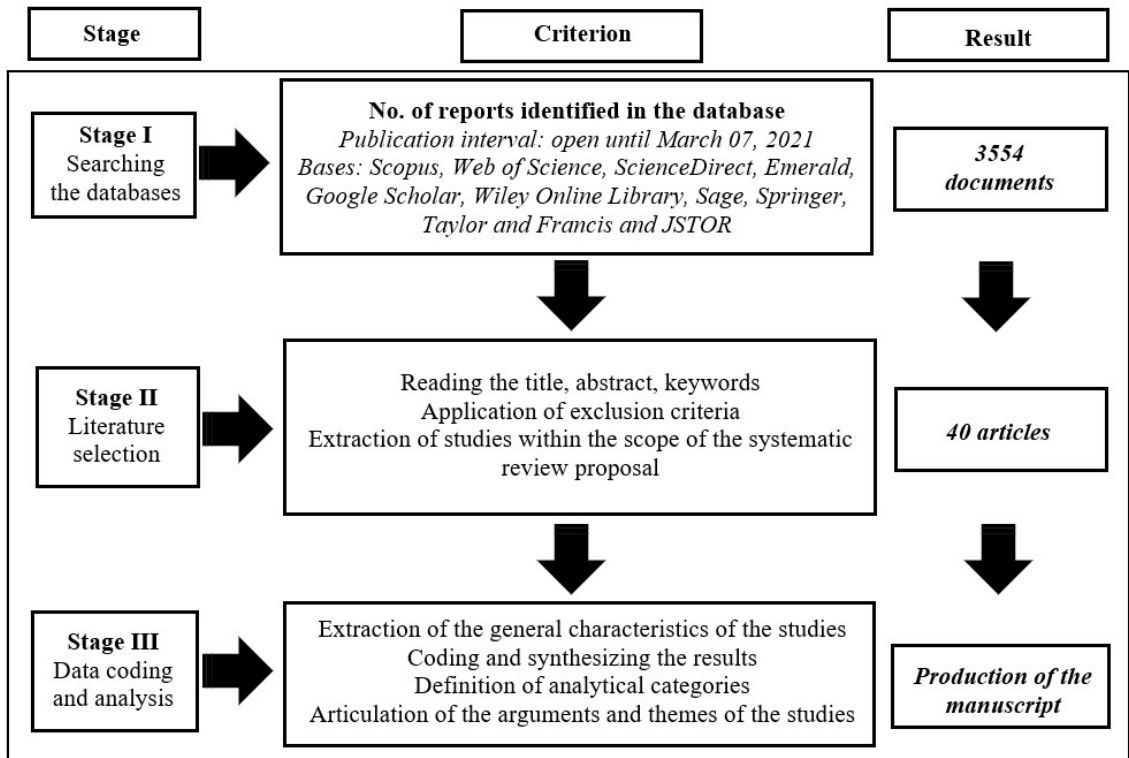 Stage
Criterion
Result
Stage I
Searching
the databases
No. of reports identified in the database
Publication interval: open until March 07, 2021
Bases: Scopus, Web of Science, ScienceDirect, Emerald,
Google Scholar, Wiley Online Library, Sage, Springer,
Taylor and Francis and JSTOR
3554
documents
Stage II
Literature
selection
Reading the title, abstract, keywords
Application of exclusion criteria
Extraction of studies within the scope of the systematic
review proposal
40 articles
Stage III
Data coding
and analysis
Extraction of the general characteristics of the studies
Coding and synthesizing the results
Definition of analytical categories
Articulation of the arguments and themes of the studies
Production of the
manuscript